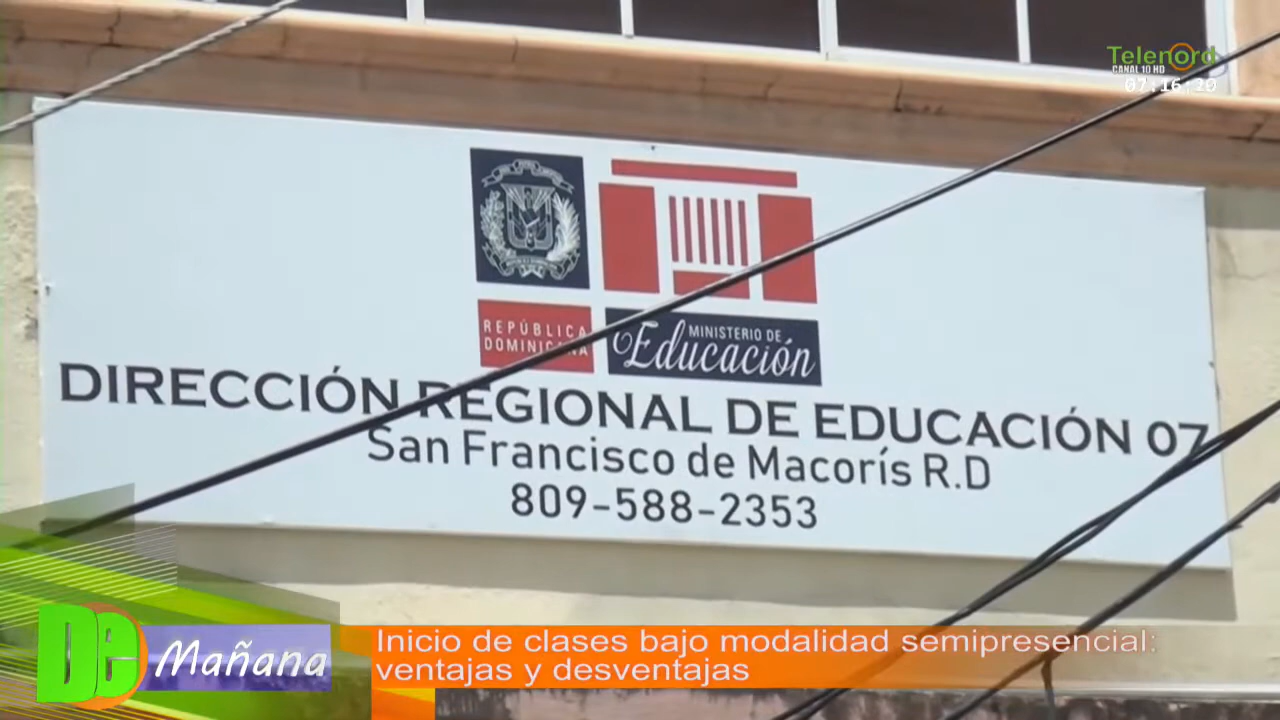 Telenord
CANAL 10 HD
07:16:20
REPÚBLICA
DOMINICANA
MINISTERIO DE
Educación
DIRECCIÓN REGIONAL DE EDUCACIÓN 07
San Francisco de Macorís R.D
809-588-2353
De Mañana
Inicio de clases bajo modalidad semipresencial:
ventajas y desventajas